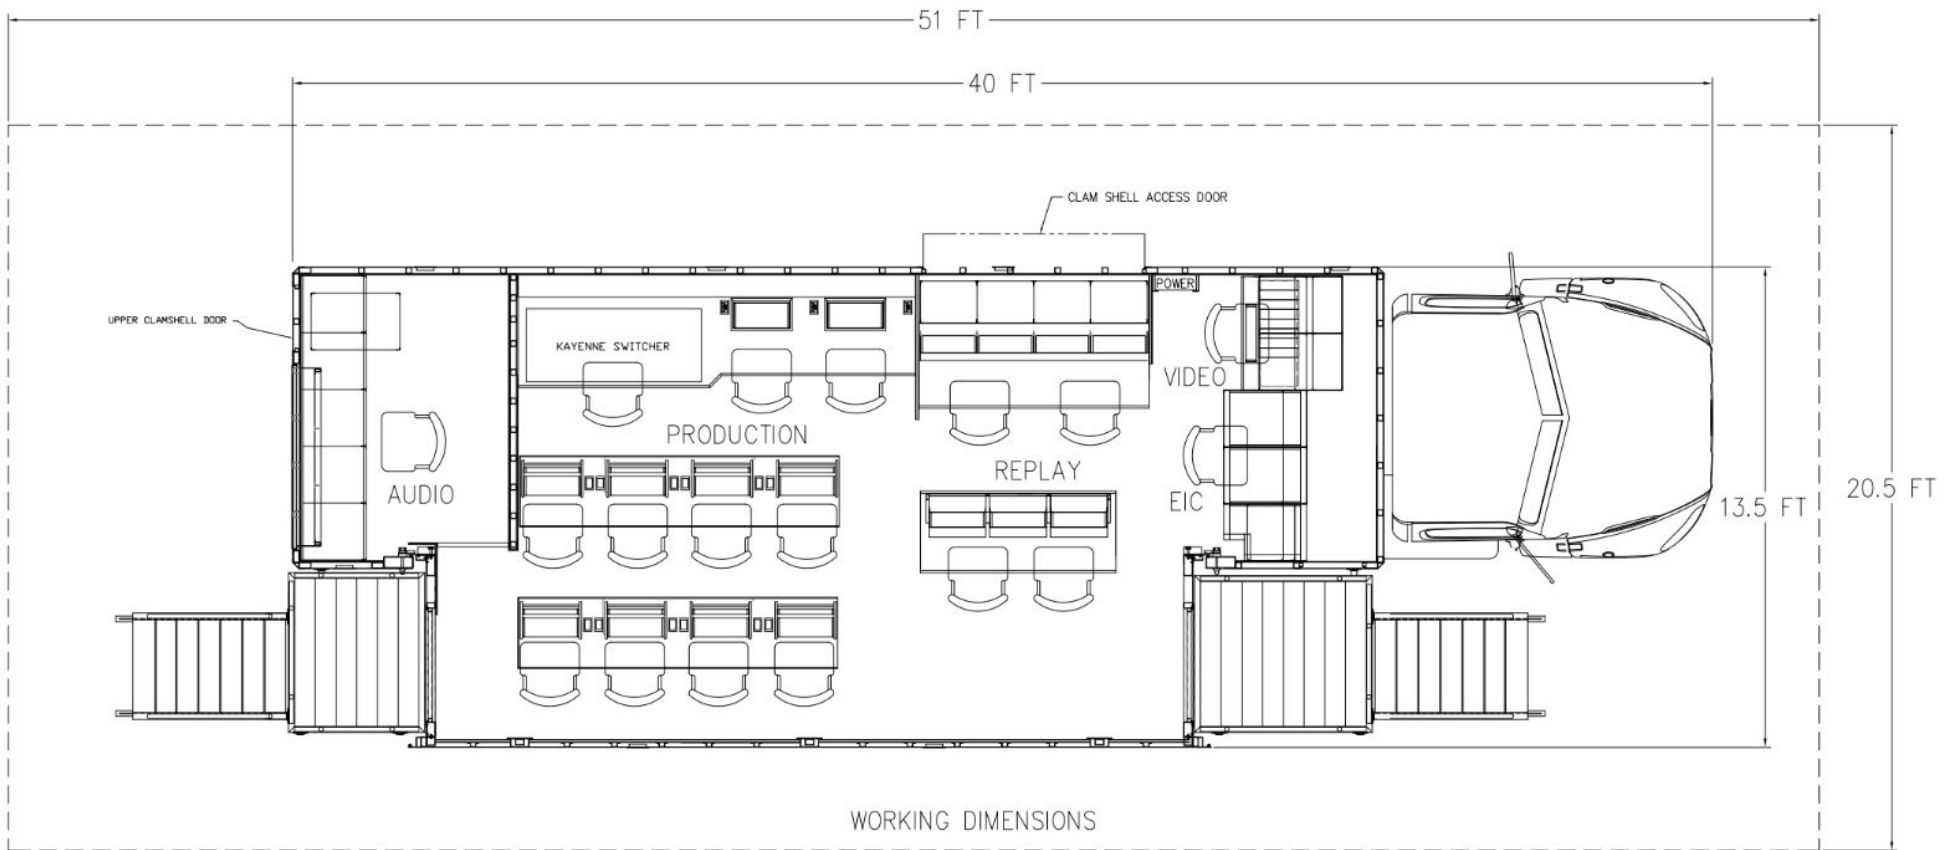 51 FT
40 FT
CLAM SHELL ACCESS DOOR
POWER
UPPER CLAMSHELL DOOR
KAYENNE SWITCHER
VIDEO
PRODUCTION
REPLAY
AUDIO
EIC
13.5 FT
20.5 FT
WORKING DIMENSIONS